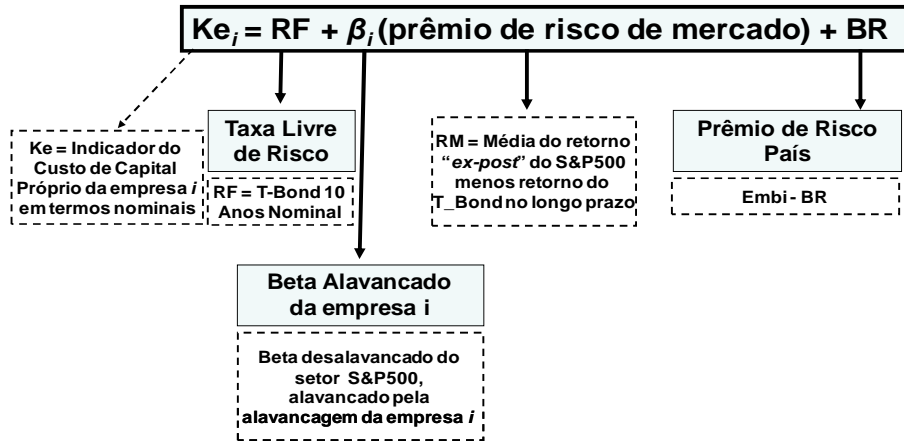 Ke i = RF + β i (prêmio de risco de mercado) + BR
Ke = Indicador do
Custo de Capital
Próprio da empresa i
em termos nominais
Taxa Livre
de Risco
RF = T-Bond 10
Anos Nominal
RM = Média do retorno
“ex-post” do S&P500
menos retorno do
T_Bond no longo prazo
Prêmio de Risco
País
Embi - BR
Beta Alavancado
da empresa i
Beta desalavancado do
setor S&P500,
alavancado pela
alavancagem da empresa i